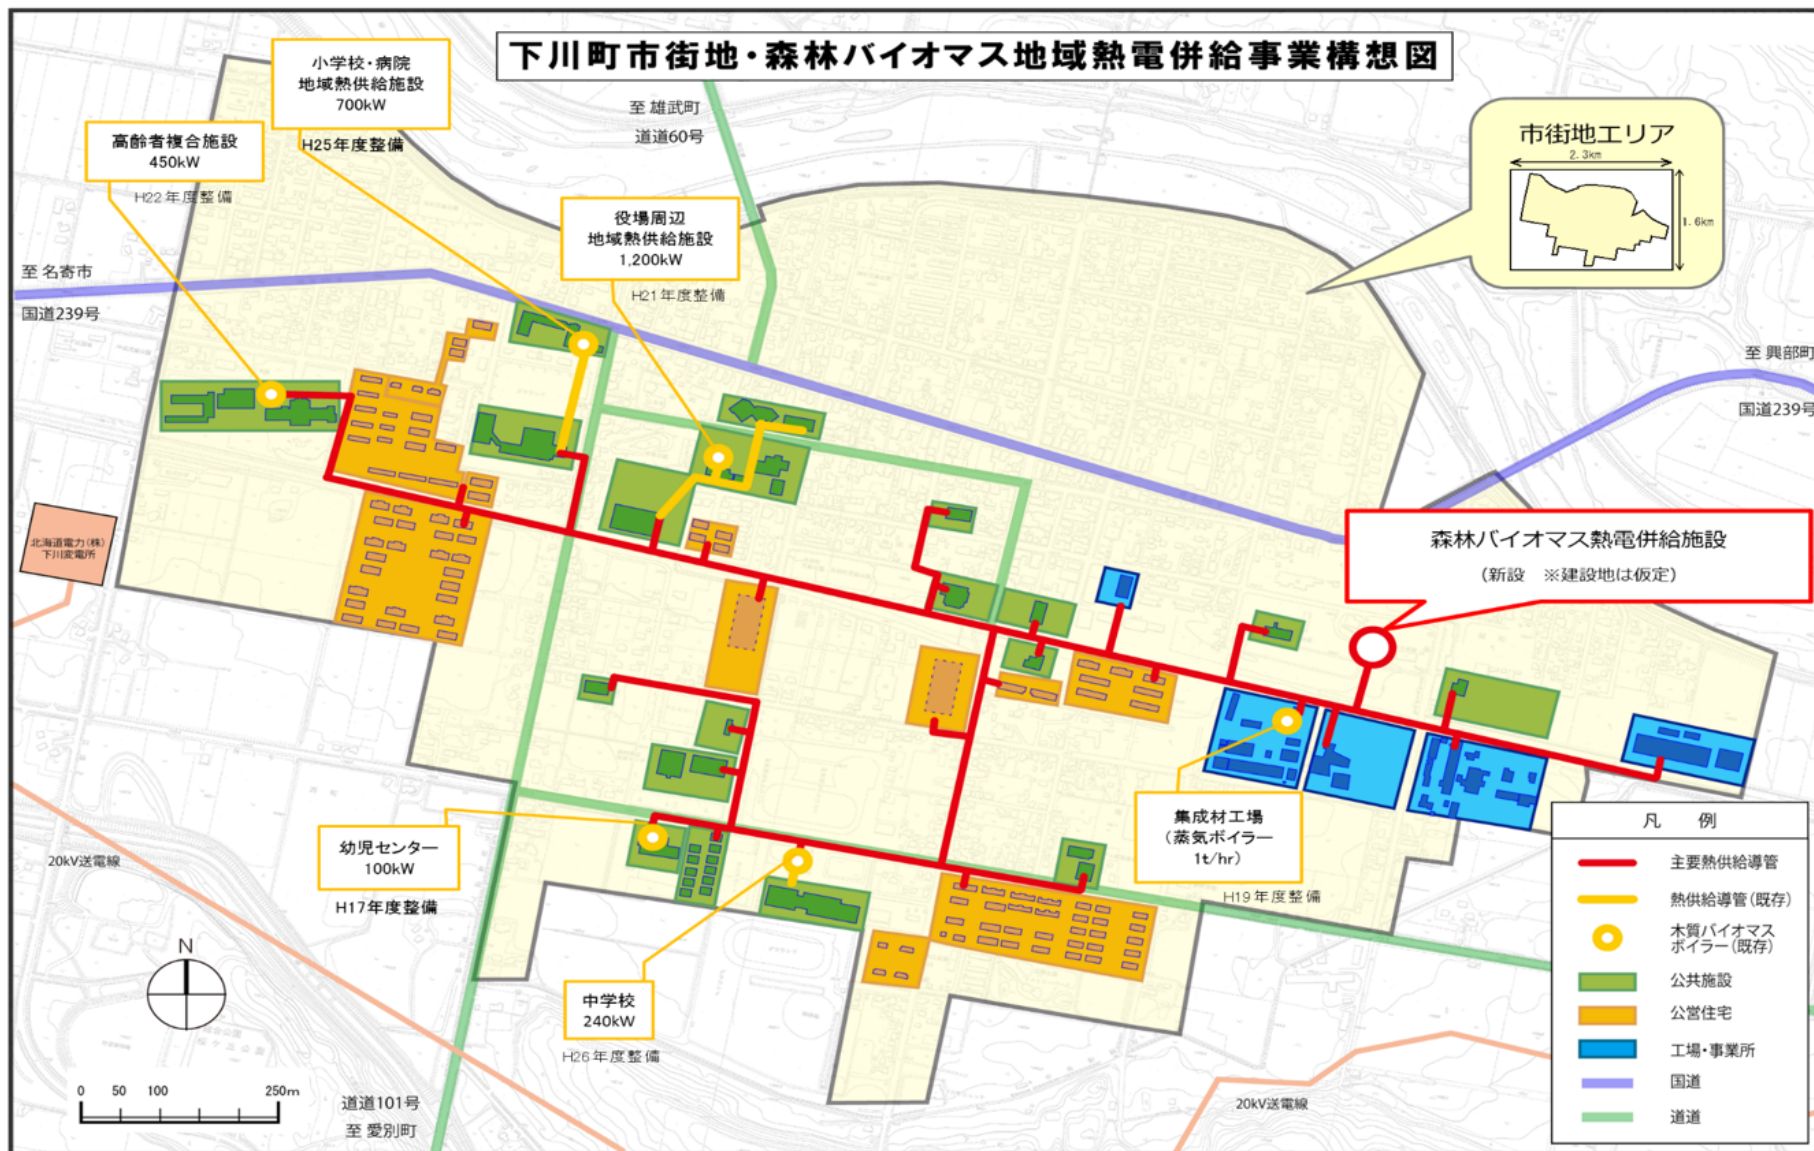 下川町市街地・森林バイオマス地域熱電併給事業構想図
小学校・病院
地域熱供給施設
700kW
H25年度整備
高齢者複合施設
450kW
H22年度整備
至 雄武町
道道60号
役場周辺
地域熱供給施設
1,200kW
H21年度整備
市街地エリア
2.3km
1.6km
至 名寄市
国道239号
至 興部町
国道239号
北海道電力(株)
下川変電所
森林バイオマス熱電併給施設
(新設　※建設地は仮定)
集成材工場
(蒸気ボイラー
1t/hr)
H19年度整備
幼児センター
100kW
H17年度整備
20kV送電線
中学校
240kW
H26年度整備
N
0 50 100 250m
道道101号
至 愛別町
20kV送電線
凡　例
主要熱供給導管
熱供給導管(既存)
木質バイオマス
ボイラー(既存)
公共施設
公営住宅
工場・事業所
国道
道道